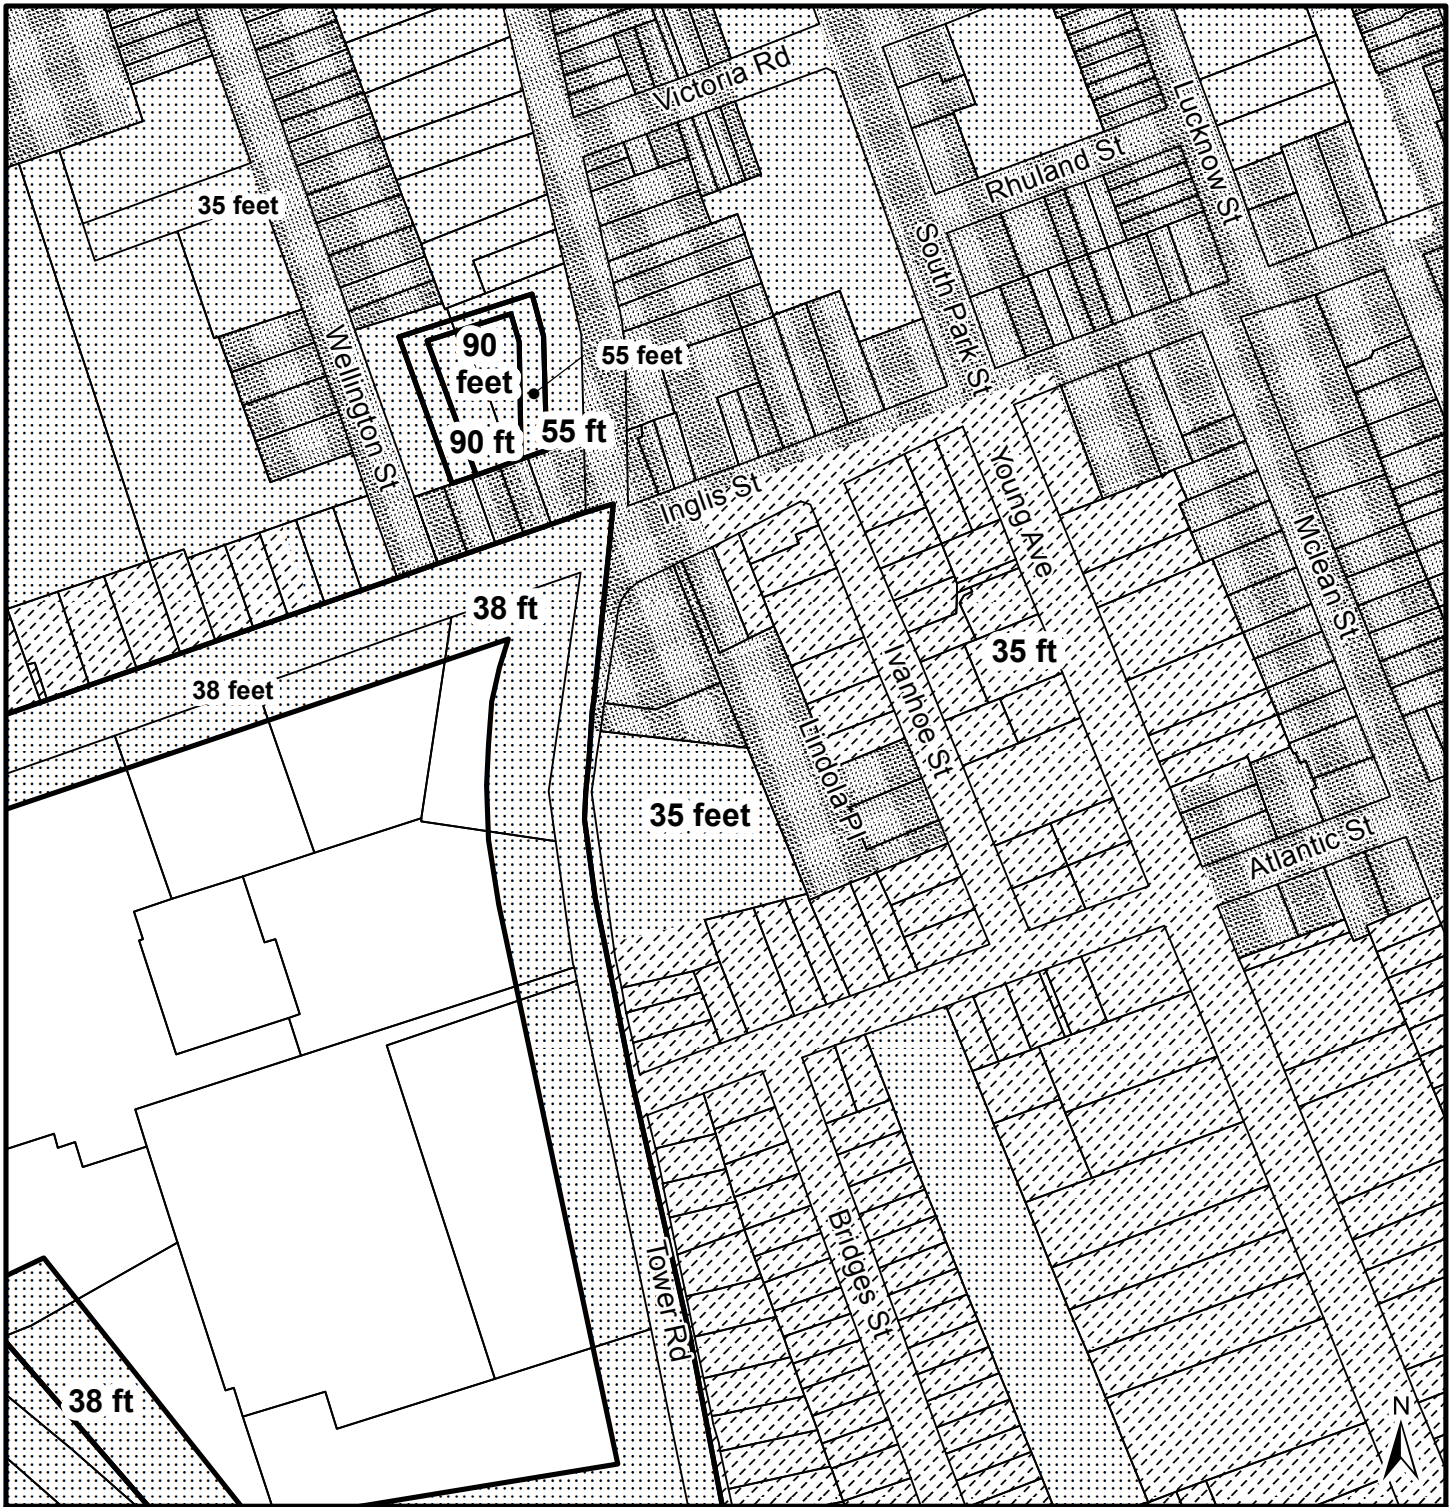 Victoria Rd
Lucknow St
Rhuland St
35 feet
South Park St
Wellington St
90
feet
55 feet
90 ft
55 ft
Inglis St
Young Ave
Mclean St
38 ft
35 ft
Ivanhoe St
38 feet
Lindola Pl
35 feet
Atlantic St
Bridges St
Tower Rd
38 ft
N